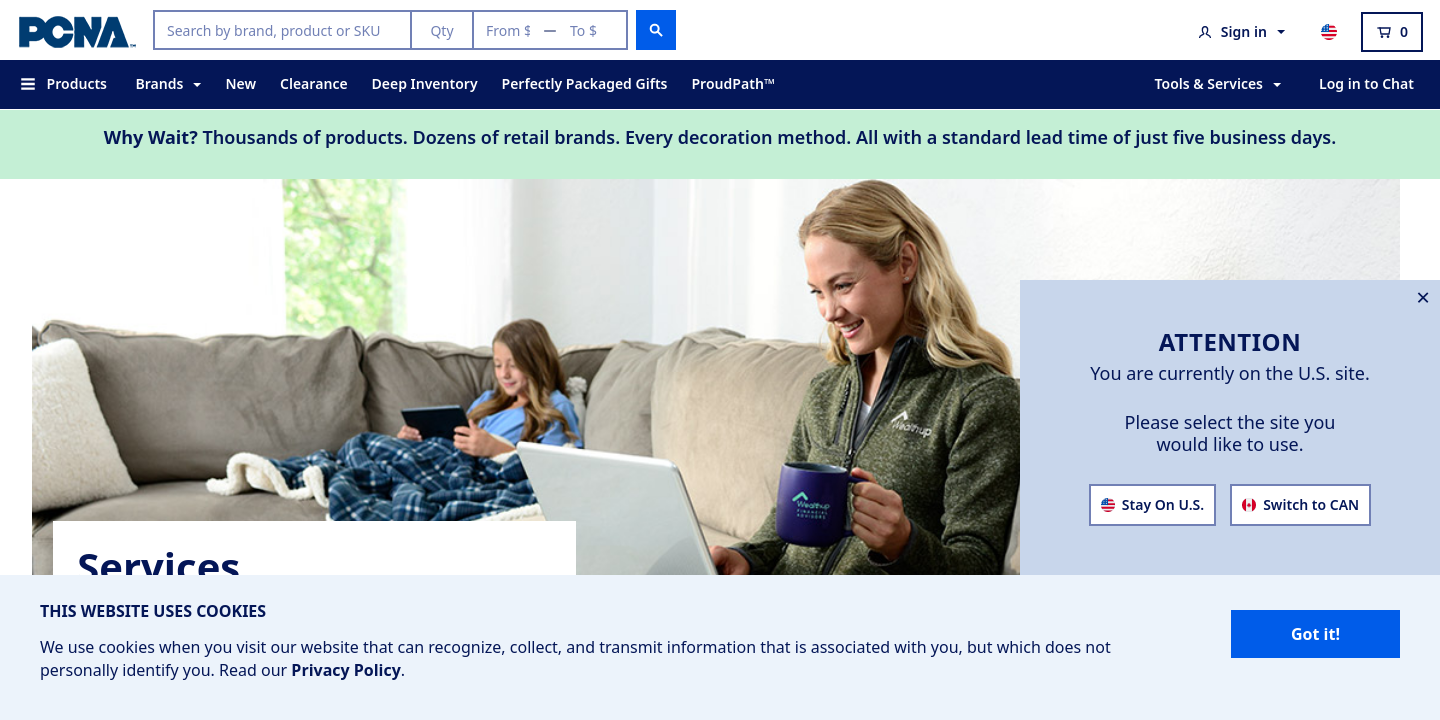 PCNA™
Search by brand, product or SKU
Qty
From $ — To $
Sign in
0
Products
Brands
New
Clearance
Deep Inventory
Perfectly Packaged Gifts
ProudPath™
Tools & Services
Log in to Chat
Why Wait? Thousands of products. Dozens of retail brands. Every decoration method. All with a standard lead time of just five business days.
Wealthup
Wealthup
FINANCIAL
ADVISORS
ATTENTION
You are currently on the U.S. site.
Please select the site you
would like to use.
Stay On U.S.
Switch to CAN
Services
THIS WEBSITE USES COOKIES
We use cookies when you visit our website that can recognize, collect, and transmit information that is associated with you, but which does not
personally identify you. Read our Privacy Policy.
Got it!